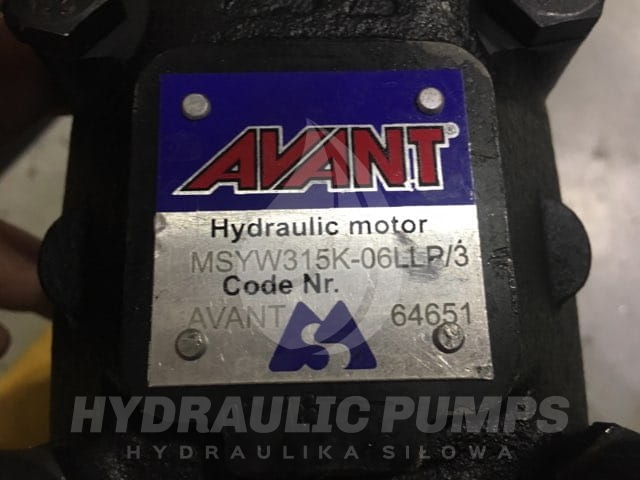 AVANT®
Hydraulic motor
MSYW315K-06LLP/3
Code Nr.
AVANT 64651
HYDRAULIC PUMPS
HYDRAULIKA SIŁOWA